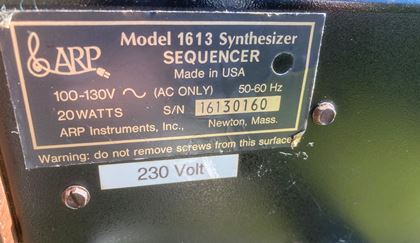 ARP Model 1613 Synthesizer
SEQUENCER
Made in USA
100-130V ~ (AC ONLY) 50-60 Hz
20 WATTS S/N 16130160
ARP Instruments, Inc., Newton, Mass.
Warning: do not remove screws from this surface
230 Volt